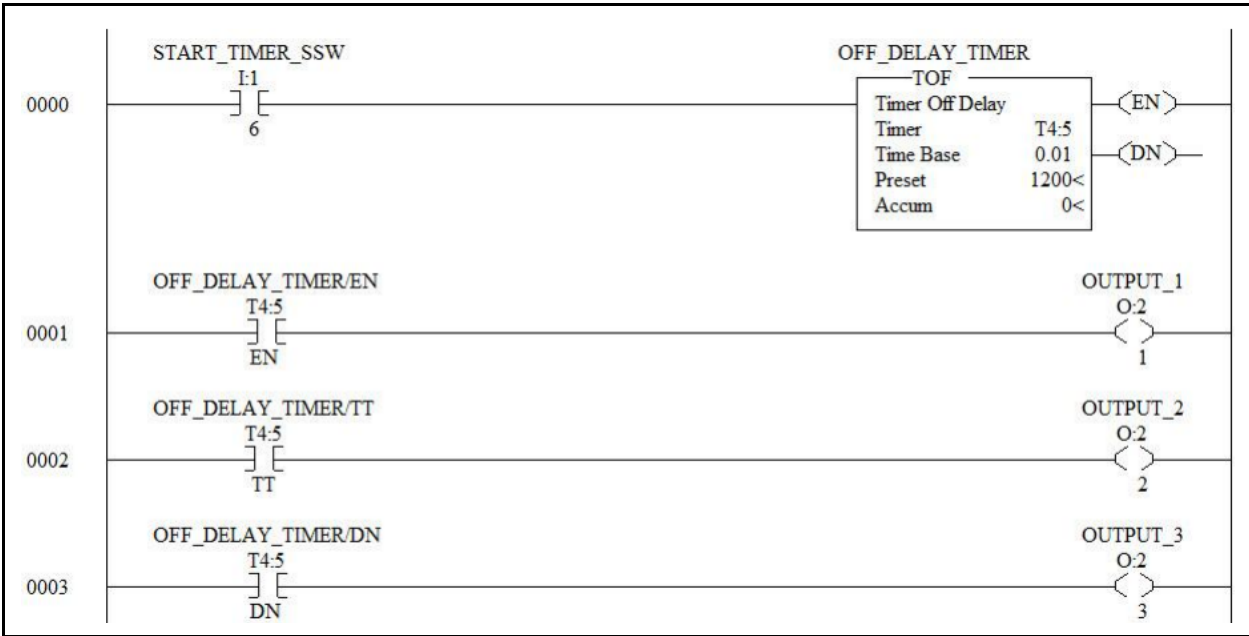 START_TIMER_SSW
I:1
0000
6
OFF_DELAY_TIMER
TOF
Timer Off Delay
Timer T4:5
Time Base 0.01
Preset 1200<
Accum 0<
EN
DN
OFF_DELAY_TIMER/EN
T4:5
0001
EN
OUTPUT_1
O:2
1
OFF_DELAY_TIMER/TT
T4:5
0002
TT
OUTPUT_2
O:2
2
OFF_DELAY_TIMER/DN
T4:5
0003
DN
OUTPUT_3
O:2
3